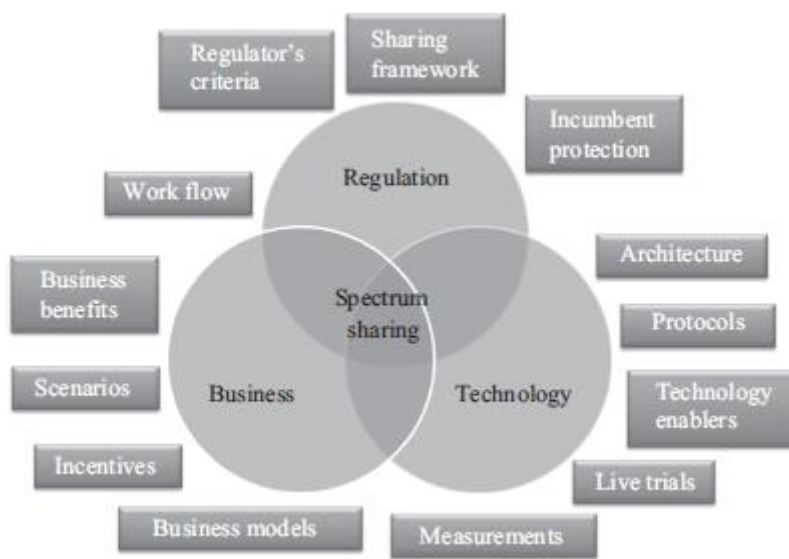 Regulator's
criteria
Sharing
framework
Incumbent
protection
Regulation
Work flow
Architecture
Business
benefits
Spectrum
sharing
Protocols
Scenarios
Business
Technology
Technology
enablers
Incentives
Live trials
Business models
Measurements